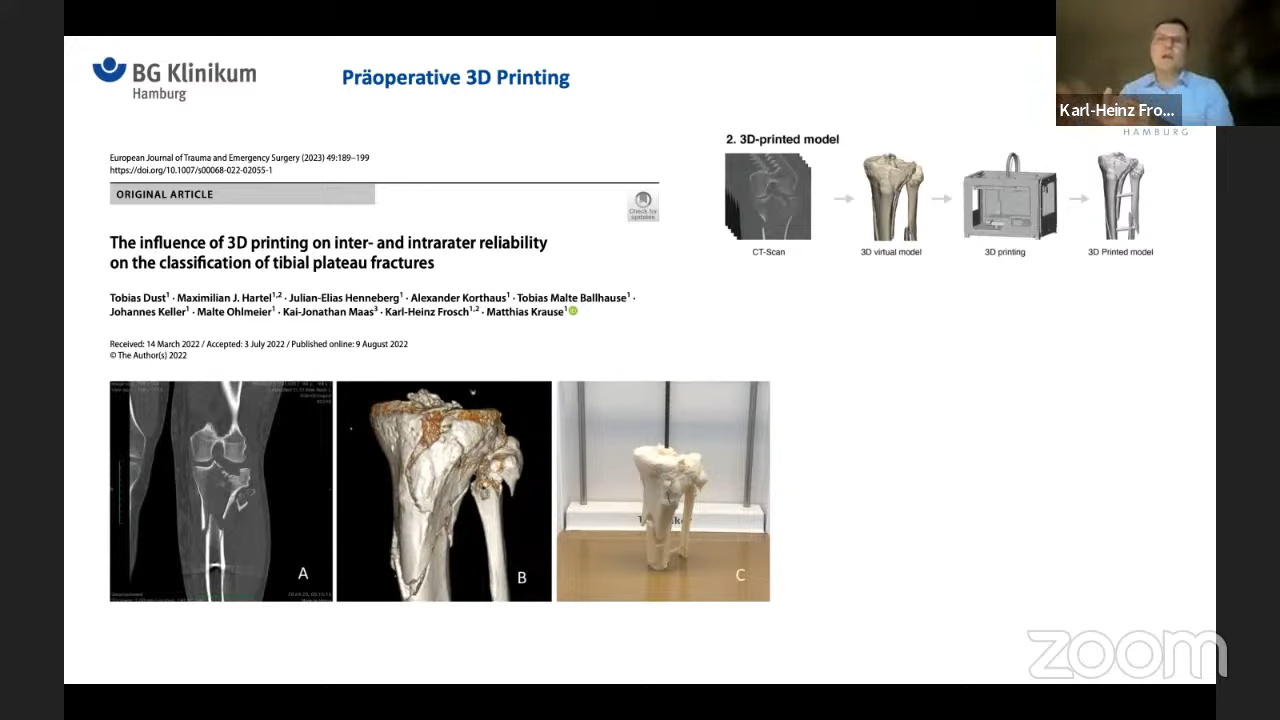 BG Klinikum
Hamburg
Präoperative 3D Printing
Karl-Heinz Fro...
HAMBURG
European Journal of Trauma and Emergency Surgery (2023) 49:189–199
https://doi.org/10.1007/s00068-022-02055-1
ORIGINAL ARTICLE
Check for
updates
The influence of 3D printing on inter- and intrarater reliability
on the classification of tibial plateau fractures
Tobias Dust1 · Maximilian J. Hartel1,2 · Julian-Elias Henneberg1 · Alexander Korthaus1 · Tobias Malte Ballhause1 ·
Johannes Keller1 · Malte Ohlmeier1 · Kai-Jonathan Maas3 · Karl-Heinz Frosch1,2 · Matthias Krause1
Received: 14 March 2022 / Accepted: 3 July 2022 / Published online: 9 August 2022
© The Author(s) 2022
2. 3D-printed model
CT-Scan
3D virtual model
3D printing
3D Printed model
A
B
C
zoom